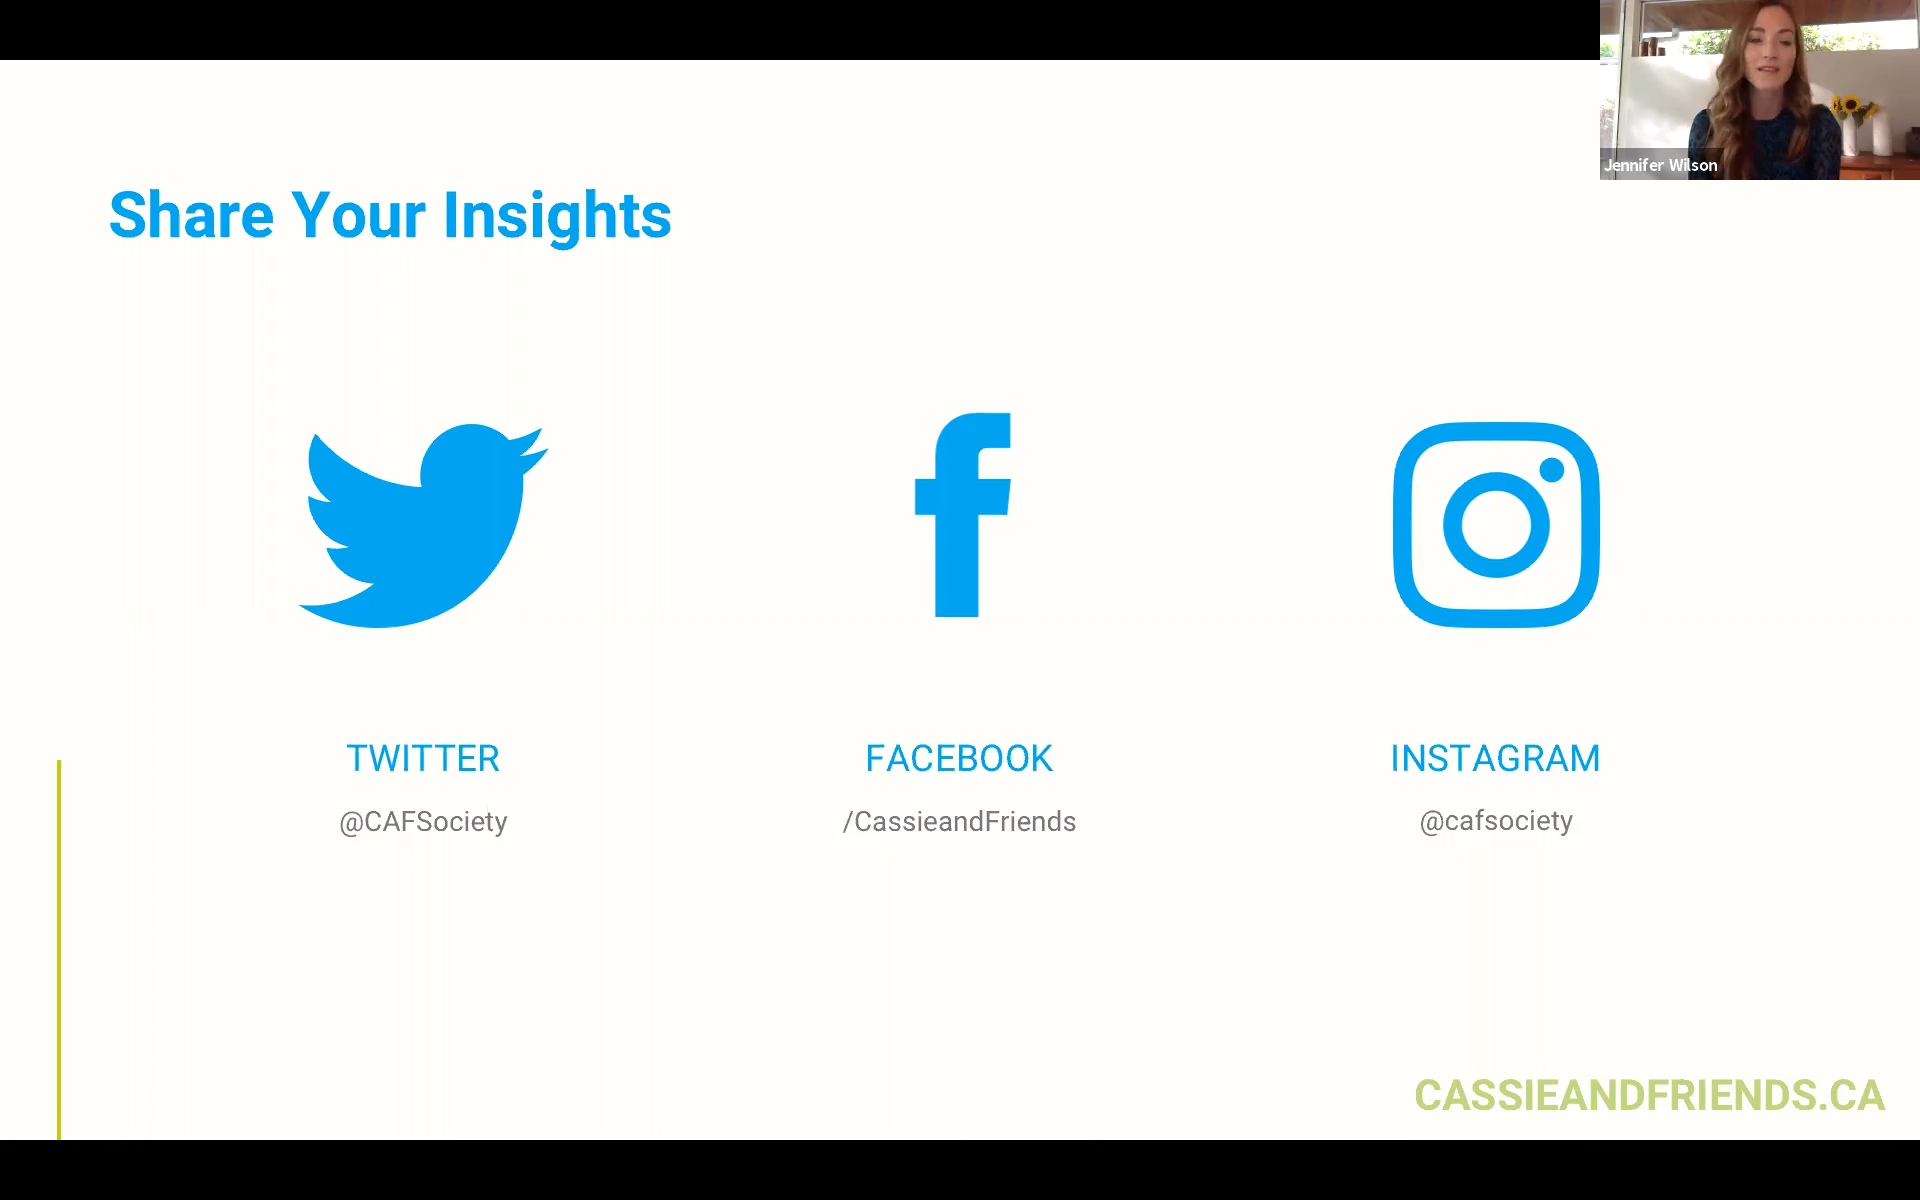 Jennifer Wilson
Share Your Insights
TWITTER
@CAFSociety
FACEBOOK
/CassieandFriends
INSTAGRAM
@cafsociety
CASSIEANDFRIENDS.CA